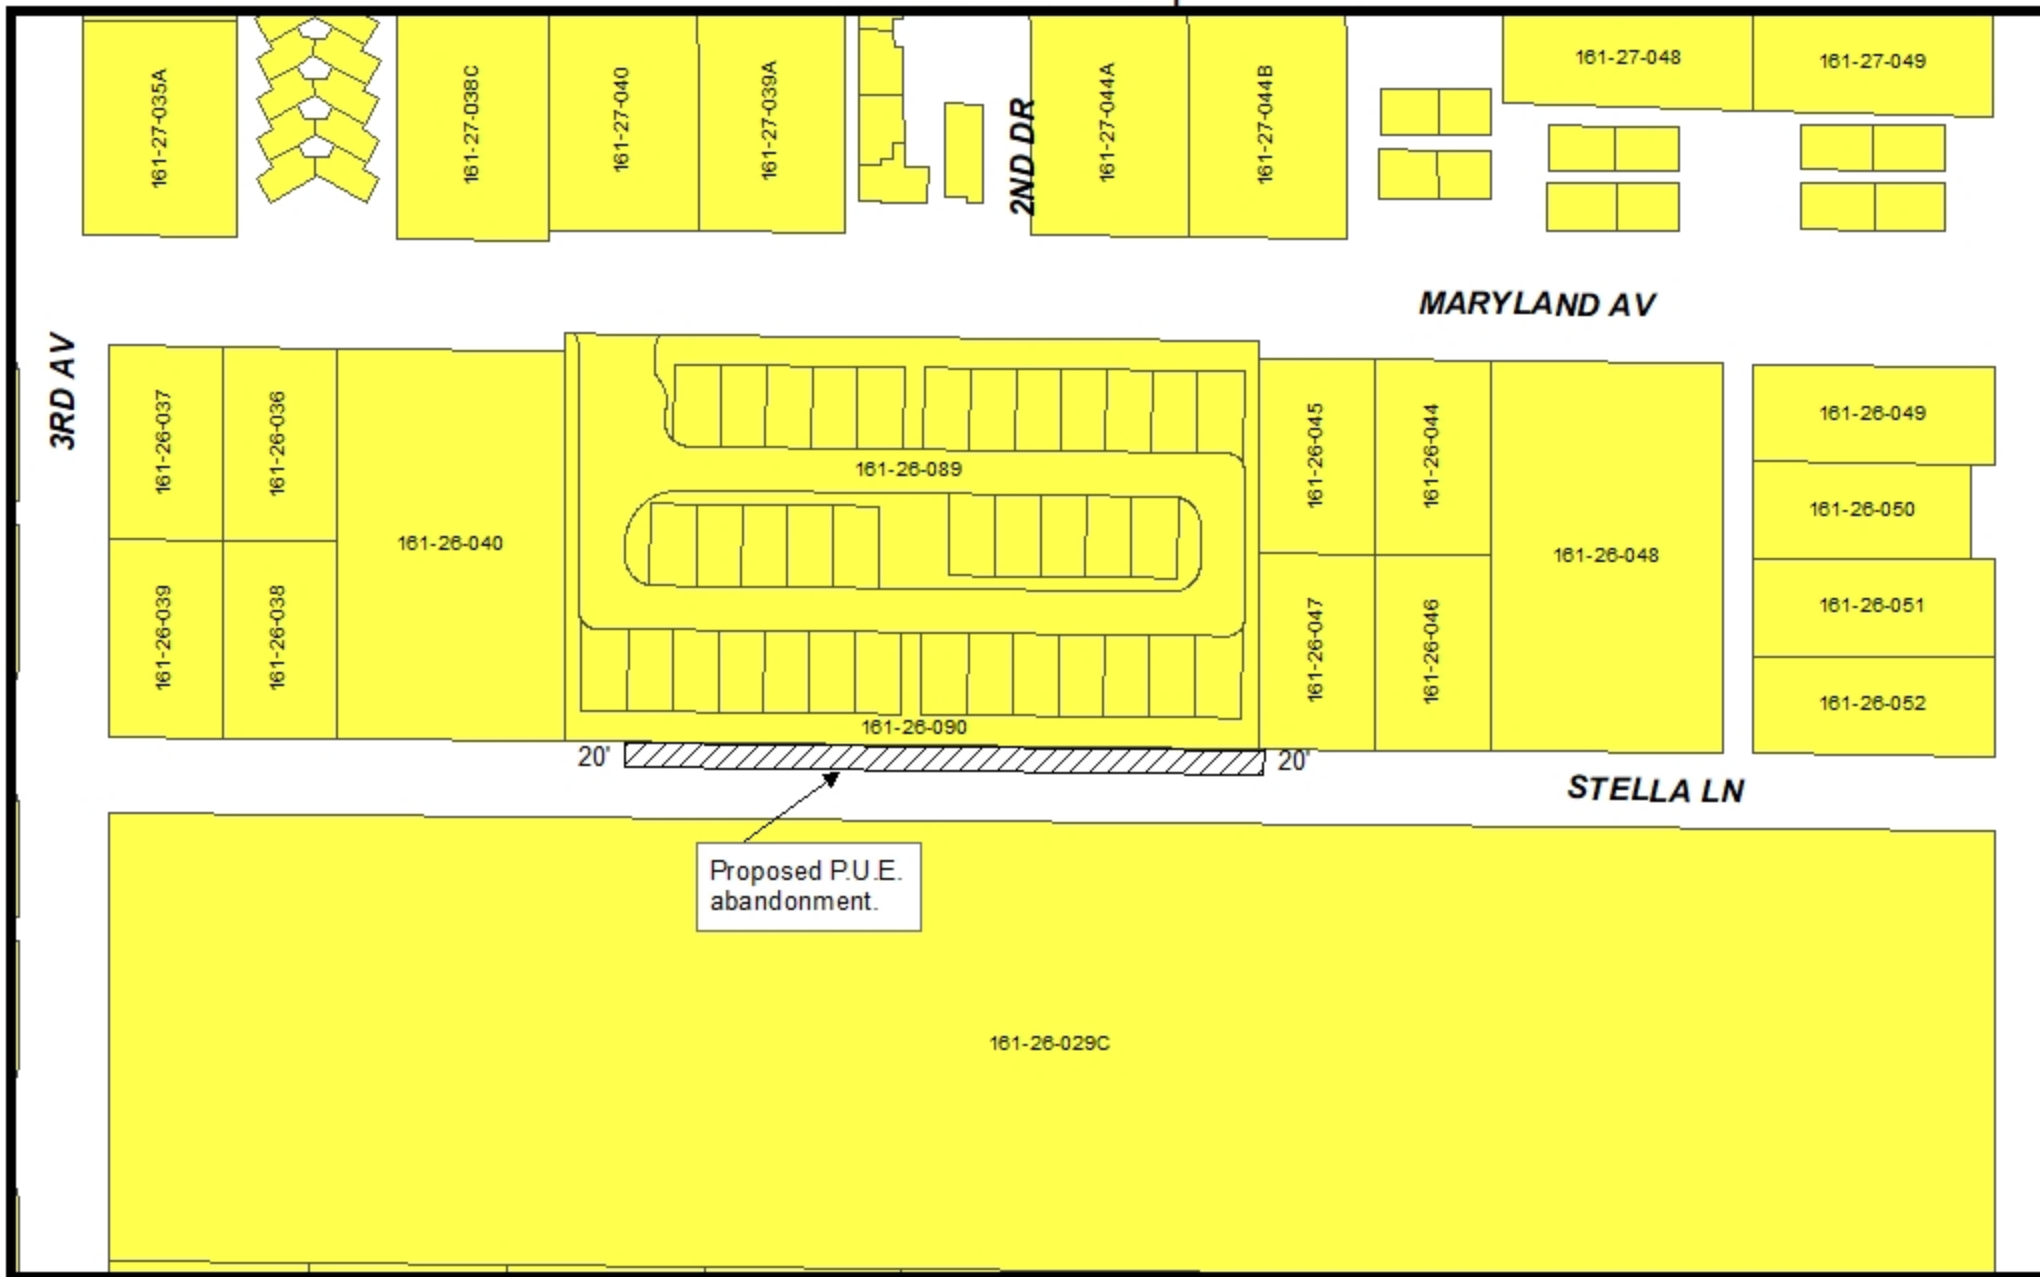 161-27-035A
161-27-038C
161-27-040
161-27-039A
2ND DR
161-27-044A
161-27-044B
161-27-048
161-27-049
MARYLAND AV
3RD AV
161-26-037
161-26-036
161-26-040
161-26-039
161-26-038
161-26-089
161-26-090
161-26-045
161-26-044
161-26-047
161-26-046
161-26-048
161-26-049
161-26-050
161-26-051
161-26-052
20'
20'
STELLA LN
Proposed P.U.E.
abandonment.
161-26-029C